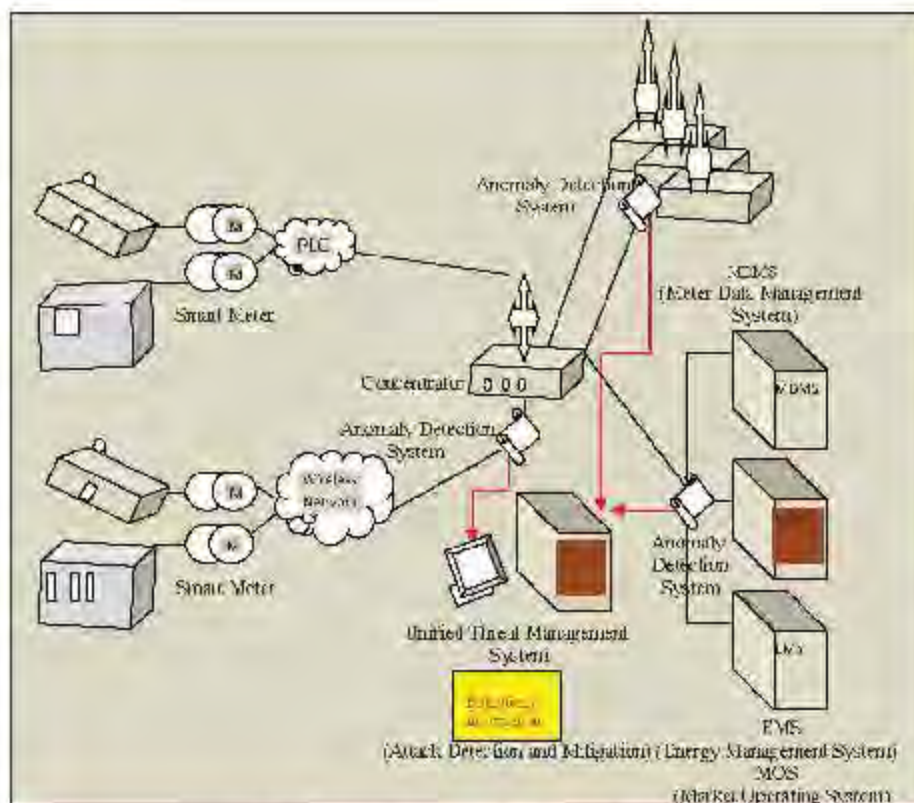 Anomaly Detection
System
PLC
Smart Meter
MDMS
(Meter Data Management
System)
MDMS
Concentrator
Anomaly Detection
System
Wireless
Network
Smart Meter
Anomaly
Detection
System
Unified Threat Management
System
EMS
(Attack Detection and Mitigation) (Energy Management System)
MOS
(Market Operating System)